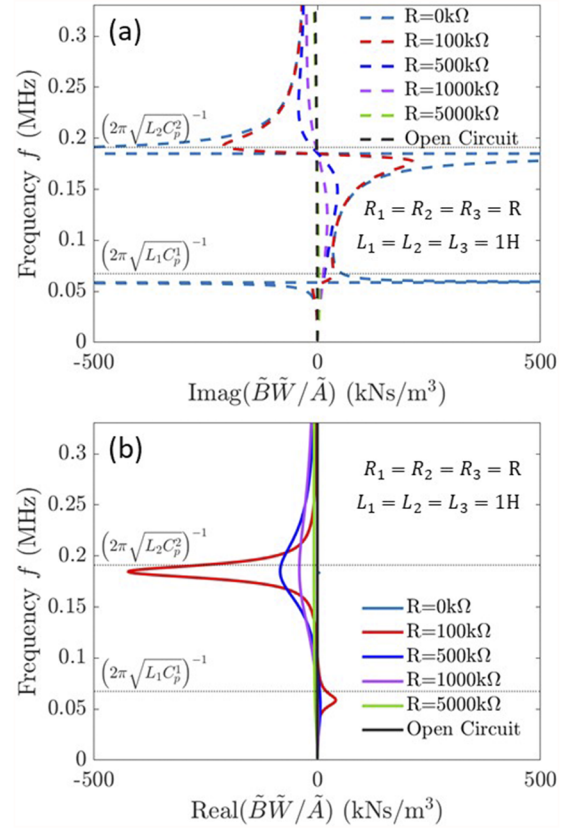 (a)
R=0kΩ
R=100kΩ
R=500kΩ
R=1000kΩ
R=5000kΩ
Open Circuit
0.3
0.25
0.2
0.15
0.1
0.05
0
Frequency f (MHz)
(2π√L₂C_p²)⁻¹
(2π√L₁C_p¹)⁻¹
R₁ = R₂ = R₃ = R
L₁ = L₂ = L₃ = 1H
-500
0
500
Imag(B̃W̃/Ã) (kNs/m³)
(b)
R₁ = R₂ = R₃ = R
L₁ = L₂ = L₃ = 1H
0.3
0.25
0.2
0.15
0.1
0.05
0
Frequency f (MHz)
(2π√L₂C_p²)⁻¹
(2π√L₁C_p¹)⁻¹
R=0kΩ
R=100kΩ
R=500kΩ
R=1000kΩ
R=5000kΩ
Open Circuit
-500
0
500
Real(B̃W̃/Ã) (kNs/m³)